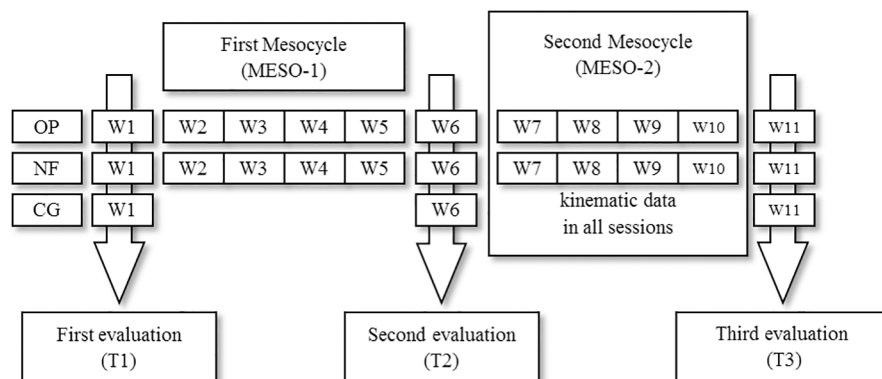 First Mesocycle
(MESO-1)
Second Mesocycle
(MESO-2)
OP W1 W2 W3 W4 W5 W6 W7 W8 W9 W10 W11
NF W1 W2 W3 W4 W5 W6 W7 W8 W9 W10 W11
CG W1 W6 kinematic data W11
in all sessions
First evaluation
(T1)
Second evaluation
(T2)
Third evaluation
(T3)